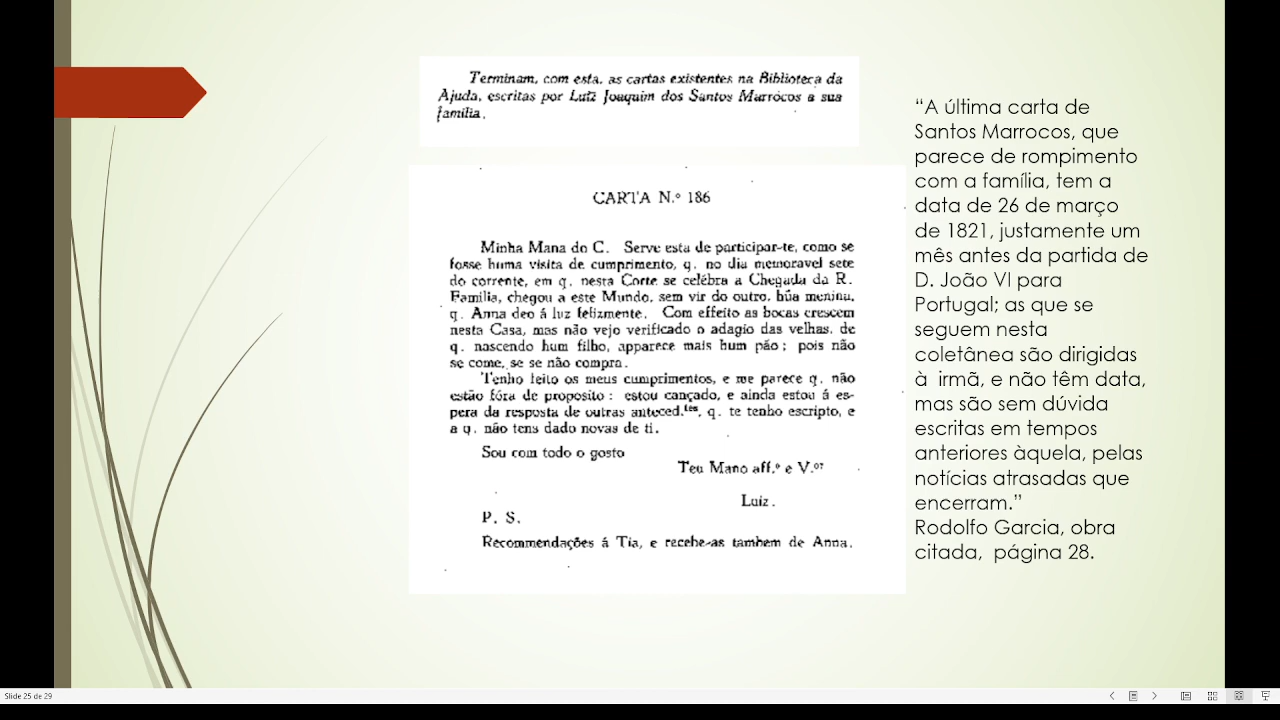 Terminam, com esta, as cartas existentes na Biblioteca da
Ajuda, escritas por Luiz Joaquim dos Santos Marrocos a sua
família.
CARTA N.º 186
Minha Mana do C. Serve esta de participar-te, como se
fosse huma visita de cumprimento, q. no dia memoravel sete
do corrente, em q. nesta Corte se celébra a Chegada da R.
Familia, chegou a este Mundo, sem vir do outro, hũa menina,
q. Anna deo á luz felizmente. Com effeito as bocas crescem
nesta Casa, mas não vejo verificado o adagio das velhas, de
q. nascendo hum filho, apparece mais hum pão; pois não
se come, se se não compra.
Tenho feito os meus cumprimentos, e me parece q. não
estão fóra de proposito: estou cançado, e ainda estou á es-
pera da resposta de outras anteced.tes, q. te tenho escripto, e
a q. não tens dado novas de ti.
Sou com todo o gosto
Teu Mano aff.º e V.or
Luiz.
P. S.
Recommendações á Tia, e recebe-as tambem de Anna.
“A última carta de
Santos Marrocos, que
parece de rompimento
com a família, tem a
data de 26 de março
de 1821, justamente um
mês antes da partida de
D. João VI para
Portugal; as que se
seguem nesta
coletânea são dirigidas
à irmã, e não têm data,
mas são sem dúvida
escritas em tempos
anteriores àquela, pelas
notícias atrasadas que
encerram.”
Rodolfo Garcia, obra
citada, página 28.
Slide 25 de 29